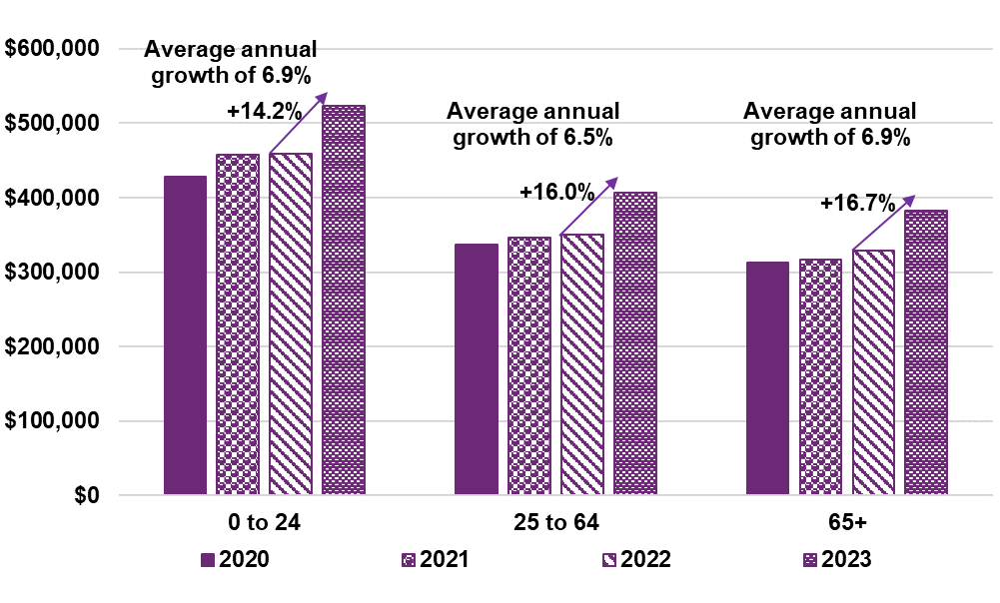 $600,000
$500,000
$400,000
$300,000
$200,000
$100,000
$0
Average annual
growth of 6.9%
+14.2%
Average annual
growth of 6.5%
+16.0%
Average annual
growth of 6.9%
+16.7%
0 to 24
25 to 64
65+
2020
2021
2022
2023